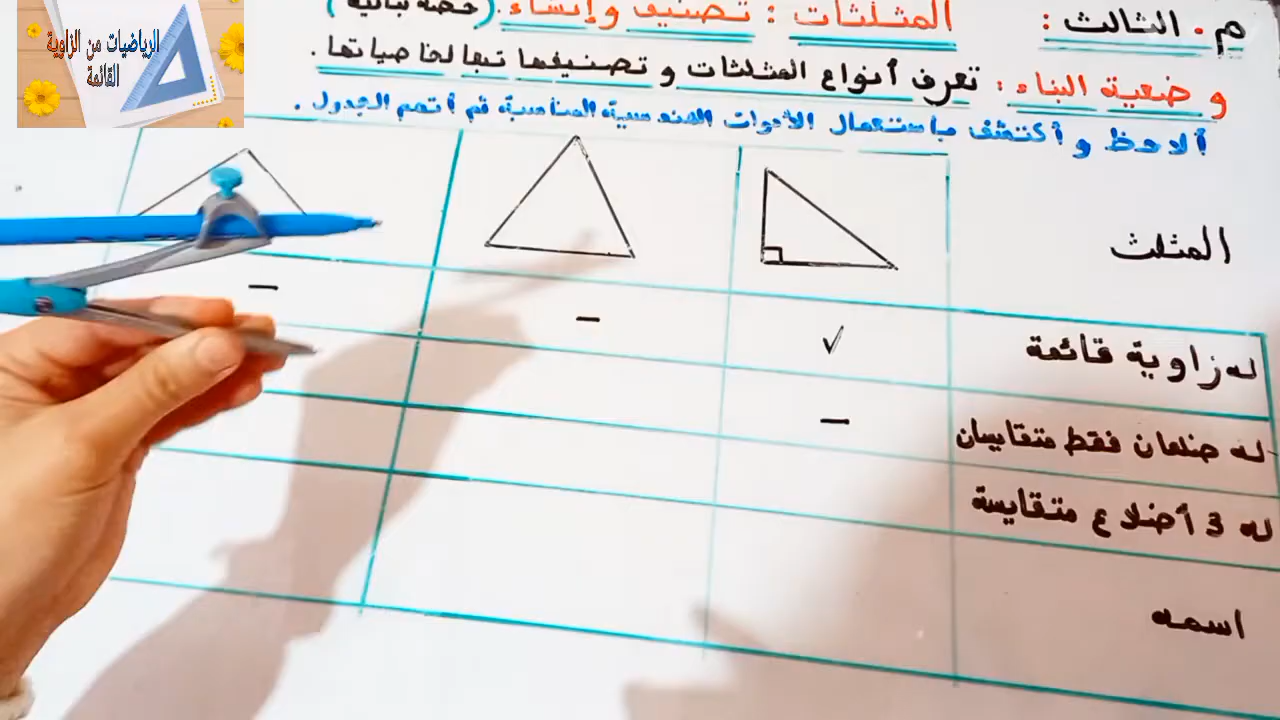 الرياضيات من الزاوية
القائمة
م. الثالث : المثلثات : تصنيف وإنشاء. (حصة ثنائية)
وضعية البناء : تعرف أنواع المثلثات و تصنيفها تبعا لخاصياتها .
ألاحظ و أكتشف باستعمال الأدوات الهندسية المناسبة ثم أتمم الجدول .
المثلث
له زاوية قائمة ✓ – –
له ضلعان فقط متقايسان –
له 3 أضلاع متقايسة
اسمه